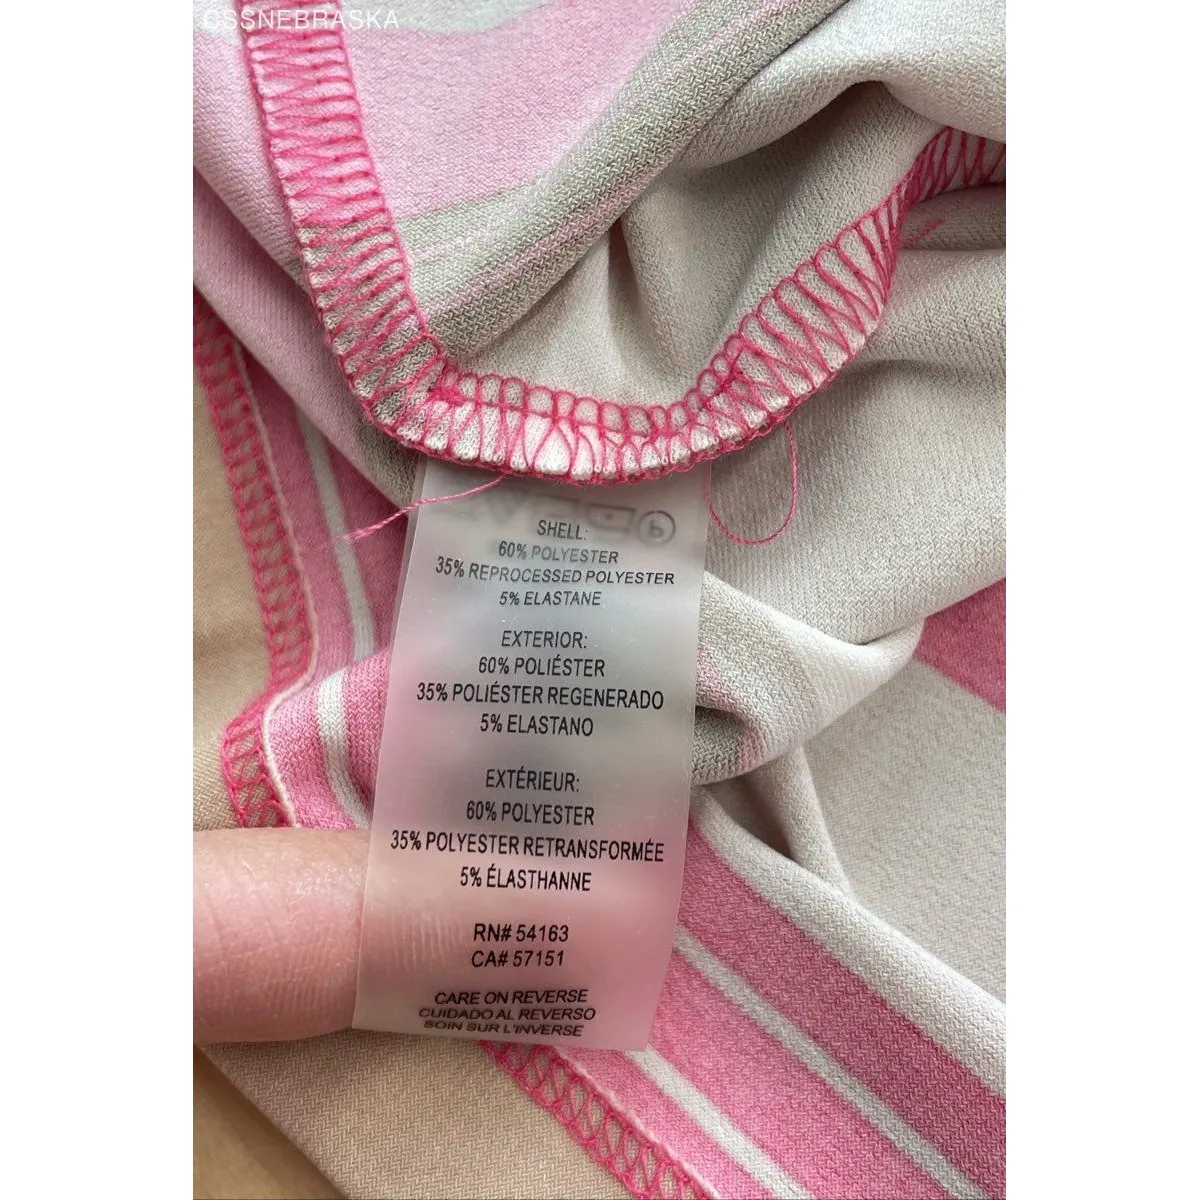 CSSNEBRASKA
SHELL:
60% POLYESTER
35% REPROCESSED POLYESTER
5% ELASTANE
EXTERIOR:
60% POLIÉSTER
35% POLIÉSTER REGENERADO
5% ELASTANO
EXTÉRIEUR:
60% POLYESTER
35% POLYESTER RETRANSFORMÉE
5% ÉLASTHANNE
RN# 54163
CA# 57151
CARE ON REVERSE
CUIDADO AL REVERSO
SOIN SUR L'INVERSE